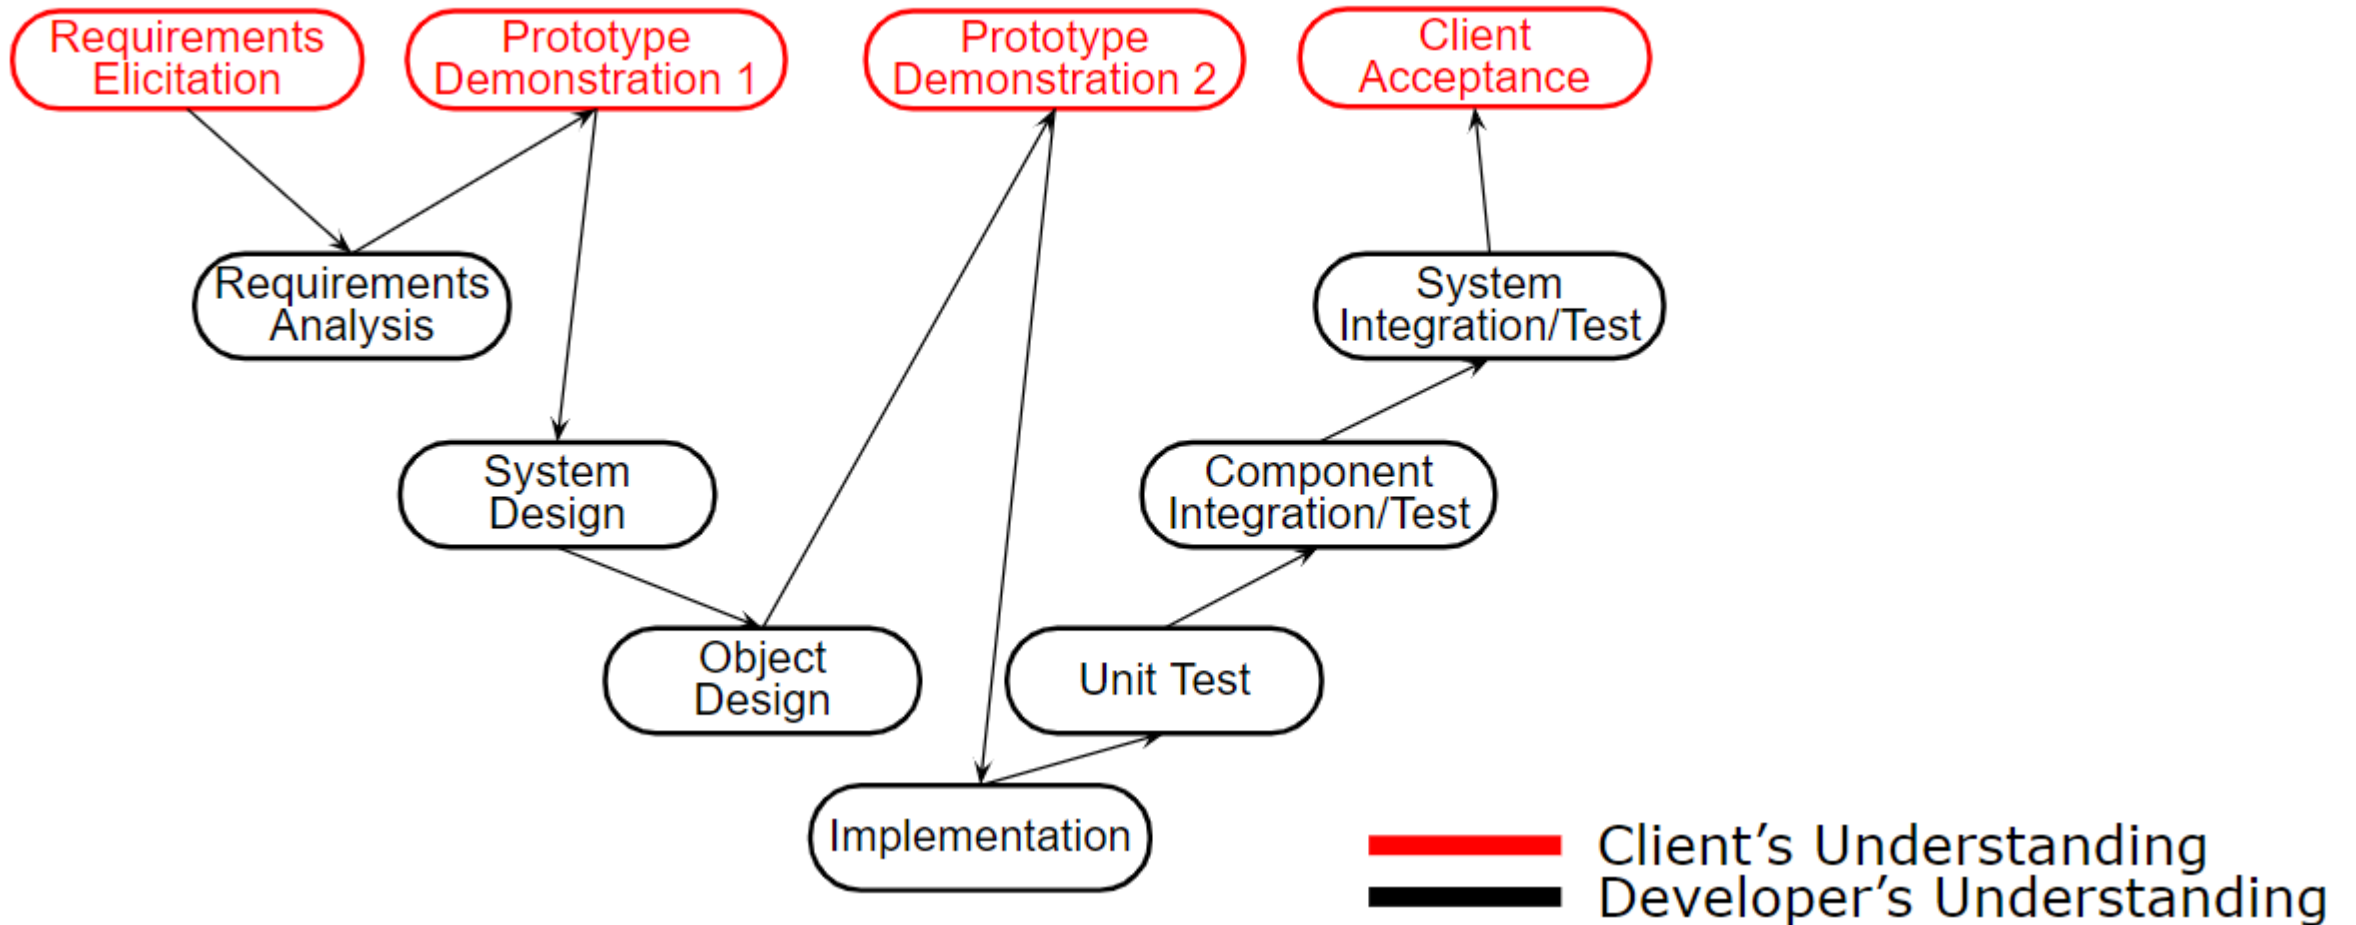 Requirements
Elicitation
Prototype
Demonstration 1
Prototype
Demonstration 2
Client
Acceptance
Requirements
Analysis
System
Integration/Test
System
Design
Component
Integration/Test
Object
Design
Unit Test
Implementation
Client’s Understanding
Developer’s Understanding